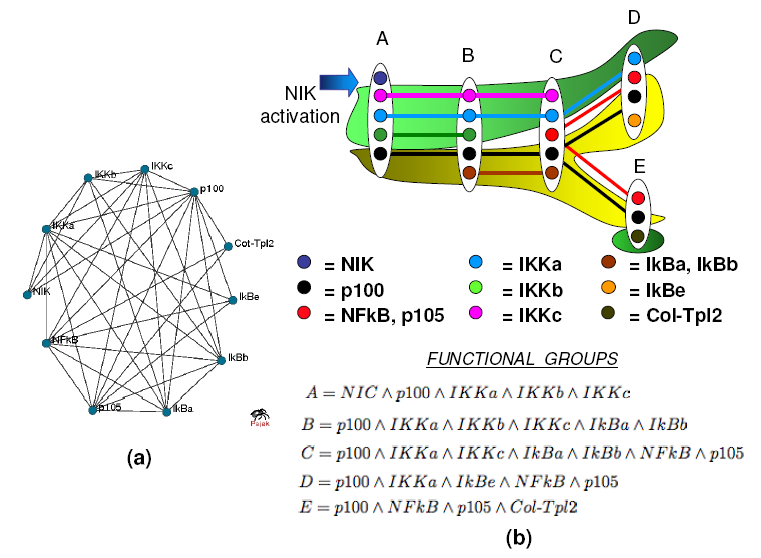 IKKc
IKKb
p100
IKKa
Cot-Tpl2
NIK
IkBe
NFkB
IkBb
p105
IkBa
Pajek
(a)
A
B
C
D
E
NIK
activation
= NIK
= IKKa
= IkBa, IkBb
= p100
= IKKb
= IkBe
= NFkB, p105
= IKKc
= Col-Tpl2
FUNCTIONAL GROUPS
A = NIC ∧ p100 ∧ IKKa ∧ IKKb ∧ IKKc
B = p100 ∧ IKKa ∧ IKKb ∧ IKKc ∧ IkBa ∧ IkBb
C = p100 ∧ IKKa ∧ IKKc ∧ IkBa ∧ IkBb ∧ NFkB ∧ p105
D = p100 ∧ IKKa ∧ IkBe ∧ NFkB ∧ p105
E = p100 ∧ NFkB ∧ p105 ∧ Col-Tpl2
(b)